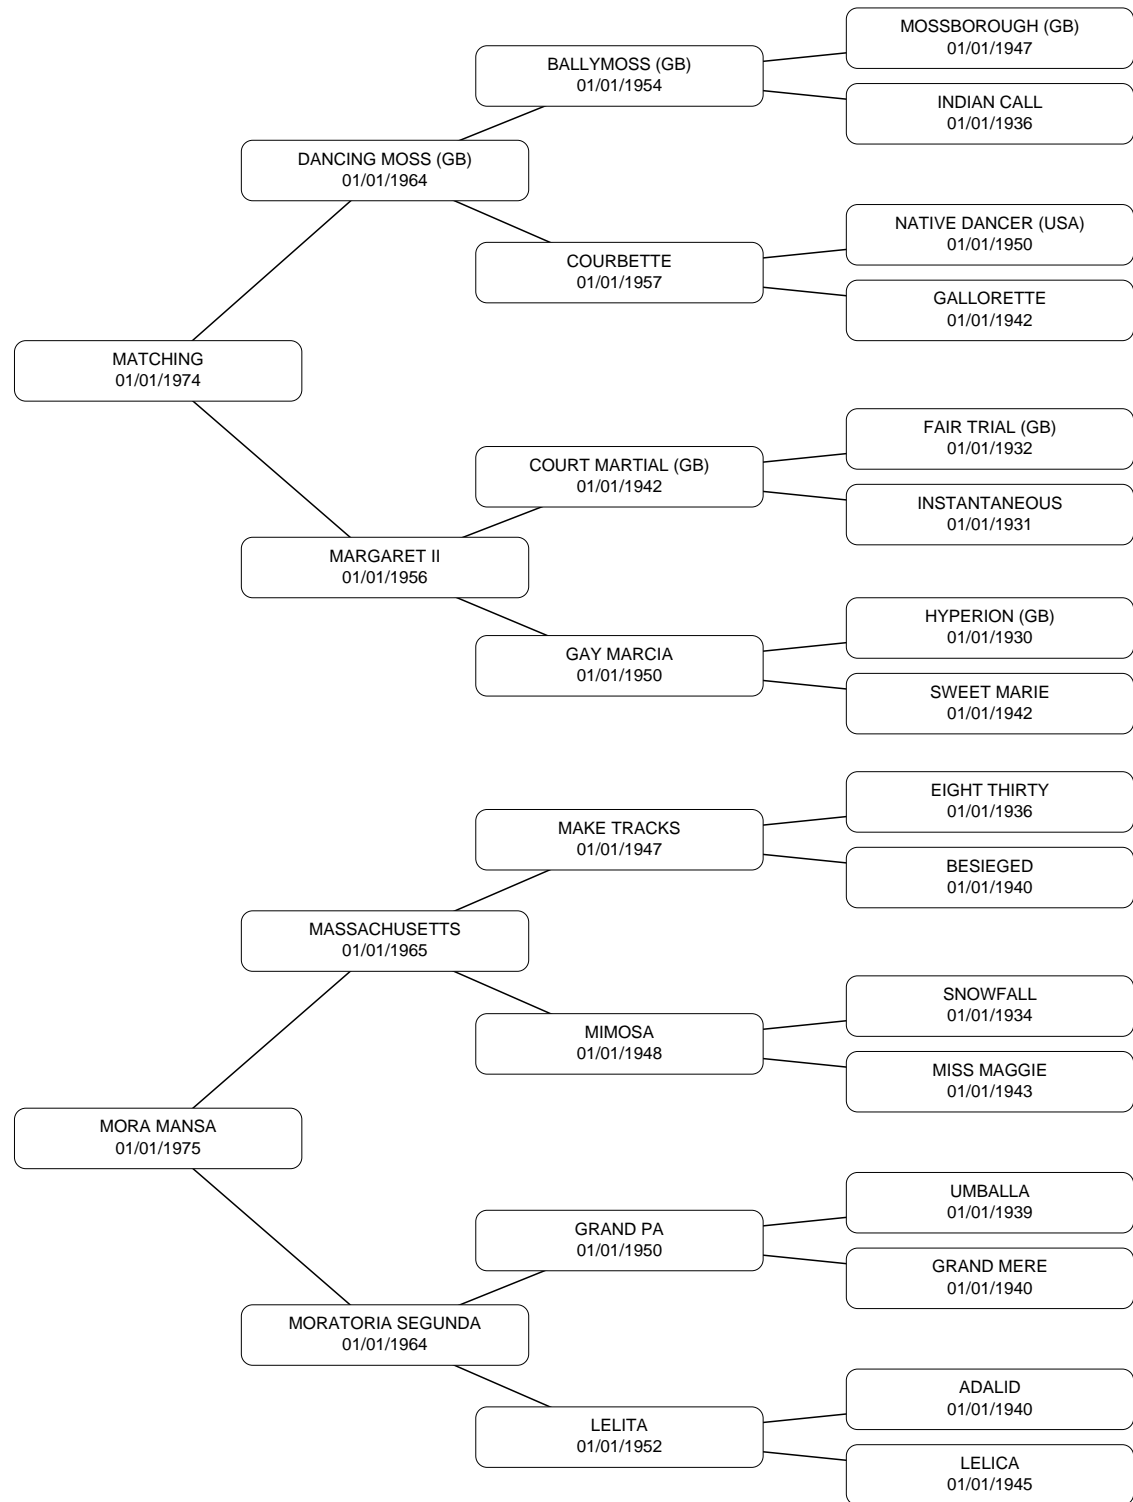 MOSSBOROUGH (GB)
01/01/1947
BALLYMOSS (GB)
01/01/1954
INDIAN CALL
01/01/1936
DANCING MOSS (GB)
01/01/1964
NATIVE DANCER (USA)
01/01/1950
COURBETTE
01/01/1957
GALLORETTE
01/01/1942
MATCHING
01/01/1974
FAIR TRIAL (GB)
01/01/1932
COURT MARTIAL (GB)
01/01/1942
INSTANTANEOUS
01/01/1931
MARGARET II
01/01/1956
HYPERION (GB)
01/01/1930
GAY MARCIA
01/01/1950
SWEET MARIE
01/01/1942
EIGHT THIRTY
01/01/1936
MAKE TRACKS
01/01/1947
BESIEGED
01/01/1940
MASSACHUSETTS
01/01/1965
SNOWFALL
01/01/1934
MIMOSA
01/01/1948
MISS MAGGIE
01/01/1943
MORA MANSA
01/01/1975
UMBALLA
01/01/1939
GRAND PA
01/01/1950
GRAND MERE
01/01/1940
MORATORIA SEGUNDA
01/01/1964
ADALID
01/01/1940
LELITA
01/01/1952
LELICA
01/01/1945